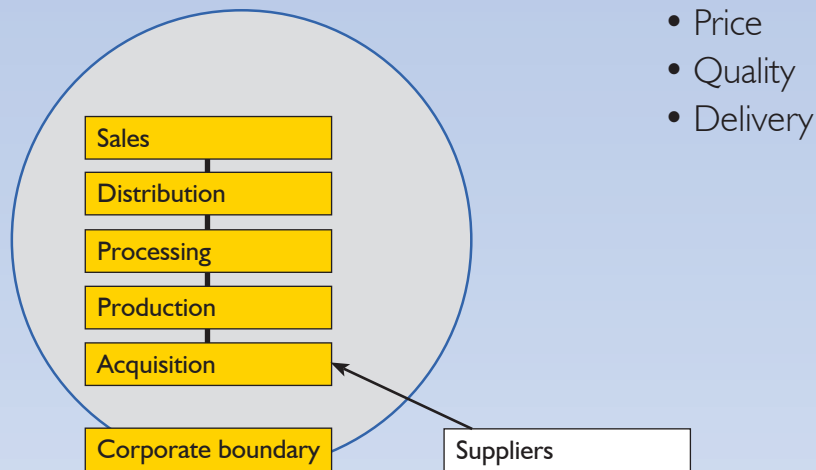 • Price
• Quality
• Delivery
Sales
Distribution
Processing
Production
Acquisition
Corporate boundary
Suppliers